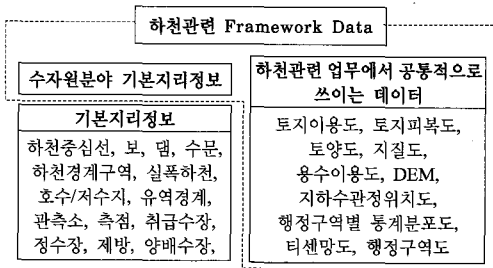 하천관련 Framework Data
수자원분야 기본지리정보
기본지리정보
하천중심선, 보, 댐, 수문,
하천경계구역, 실폭하천,
호수/저수지, 유역경계,
관측소, 측점, 취급수장,
정수장, 제방, 양배수장,
하천관련 업무에서 공통적으로
쓰이는 데이터
토지이용도, 토지피복도,
토양도, 지질도,
용수이용도, DEM,
지하수관정위치도,
행정구역별 통계분포도,
티센망도, 행정구역도